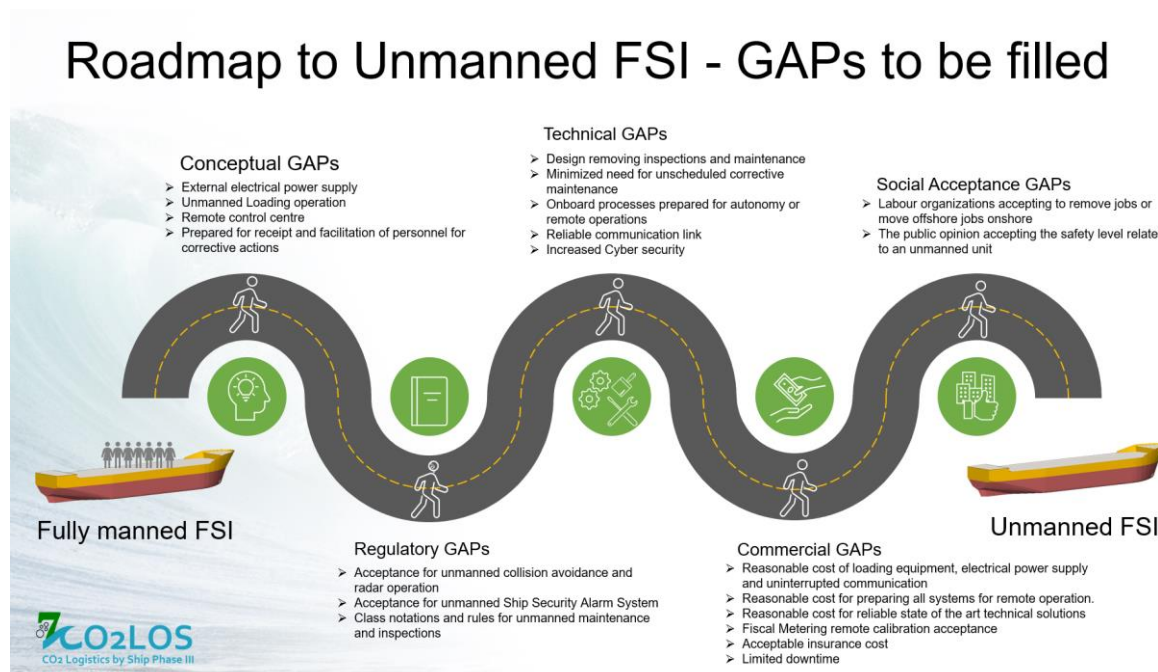 Roadmap to Unmanned FSI - GAPs to be filled
Conceptual GAPs
➢ External electrical power supply
➢ Unmanned Loading operation
➢ Remote control centre
➢ Prepared for receipt and facilitation of personnel for
corrective actions
Technical GAPs
➢ Design removing inspections and maintenance
➢ Minimized need for unscheduled corrective
maintenance
➢ Onboard processes prepared for autonomy or
remote operations
➢ Reliable communication link
➢ Increased Cyber security
Social Acceptance GAPs
➢ Labour organizations accepting to remove jobs or
move offshore jobs onshore
➢ The public opinion accepting the safety level relate
to an unmanned unit
Fully manned FSI
Unmanned FSI
Regulatory GAPs
➢ Acceptance for unmanned collision avoidance and
radar operation
➢ Acceptance for unmanned Ship Security Alarm System
➢ Class notations and rules for unmanned maintenance
and inspections
Commercial GAPs
➢ Reasonable cost of loading equipment, electrical power supply
and uninterrupted communication
➢ Reasonable cost for preparing all systems for remote operation.
➢ Reasonable cost for reliable state of the art technical solutions
➢ Fiscal Metering remote calibration acceptance
➢ Acceptable insurance cost
➢ Limited downtime
CO2LOS
CO2 Logistics by Ship Phase III